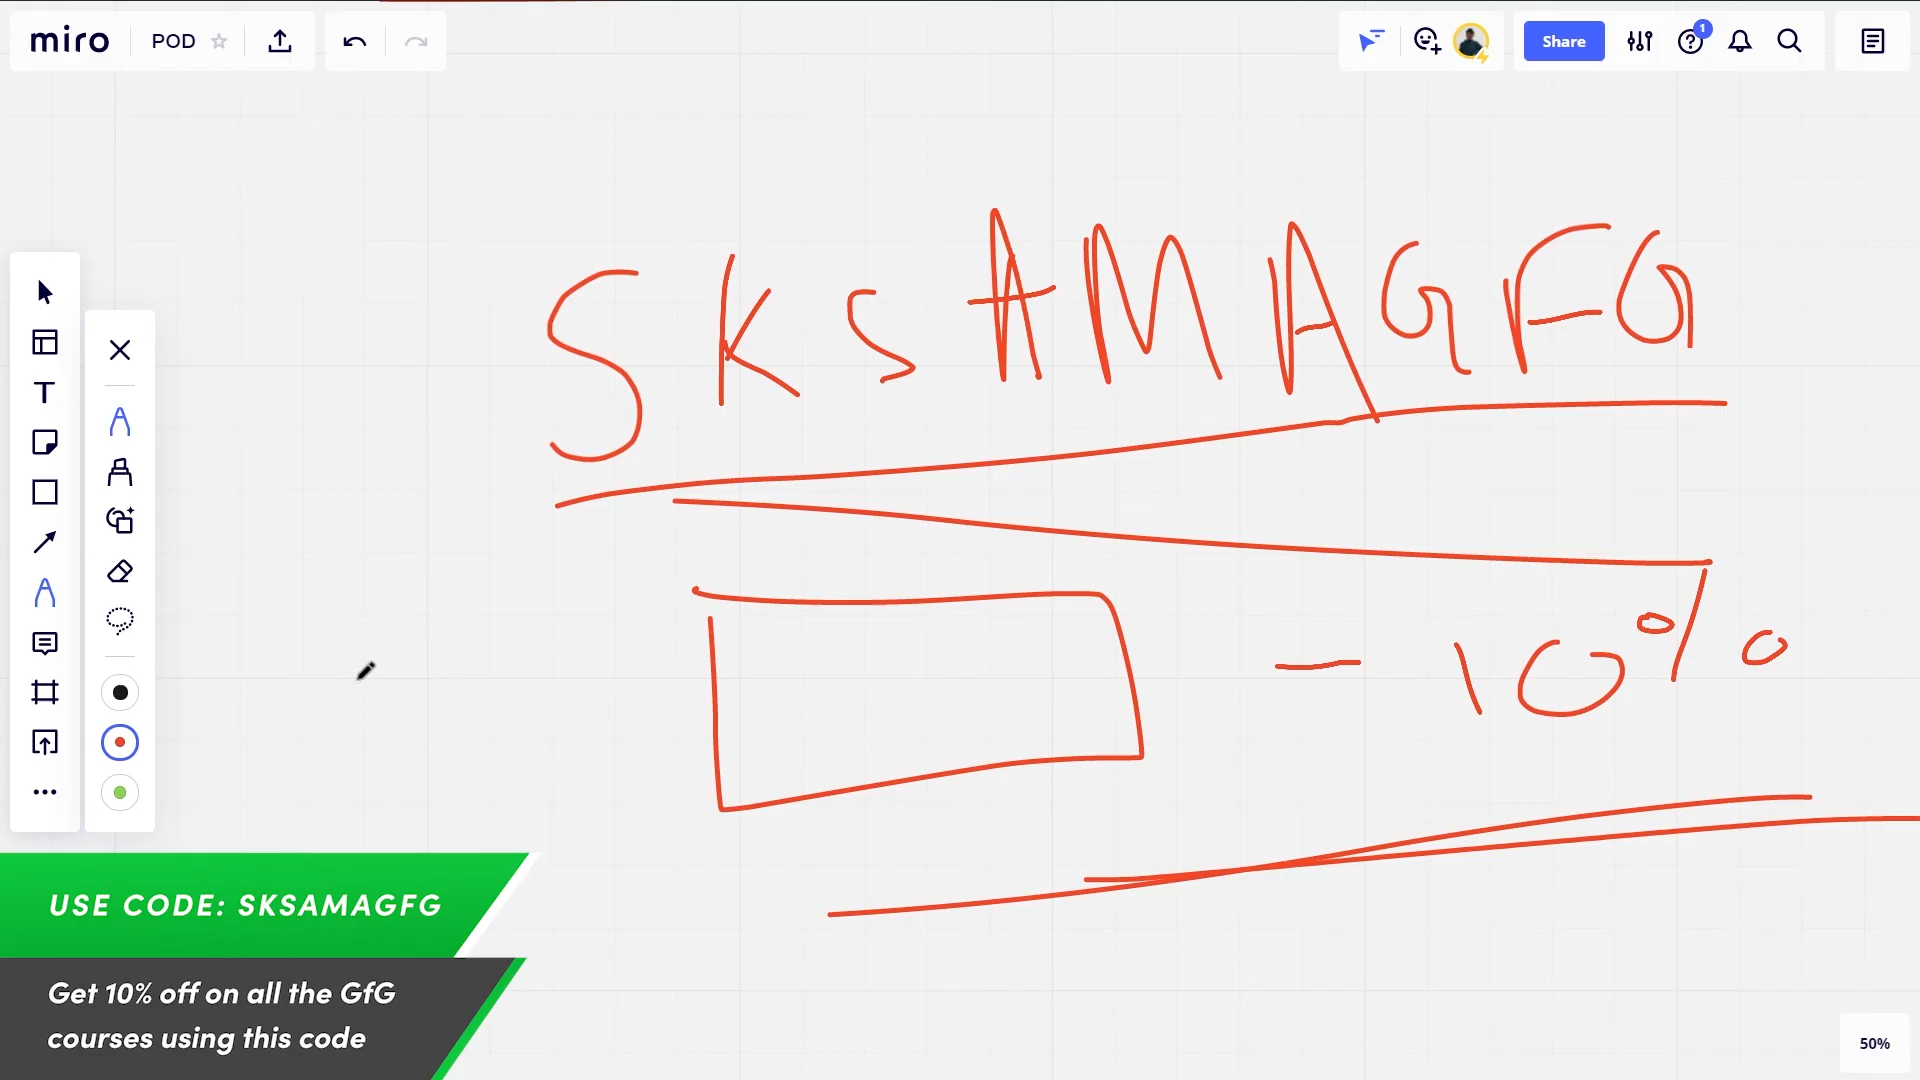 miro POD Share 1
SKSAMAGFG
- 10%
USE CODE: SKSAMAGFG
Get 10% off on all the GfG
courses using this code
50%